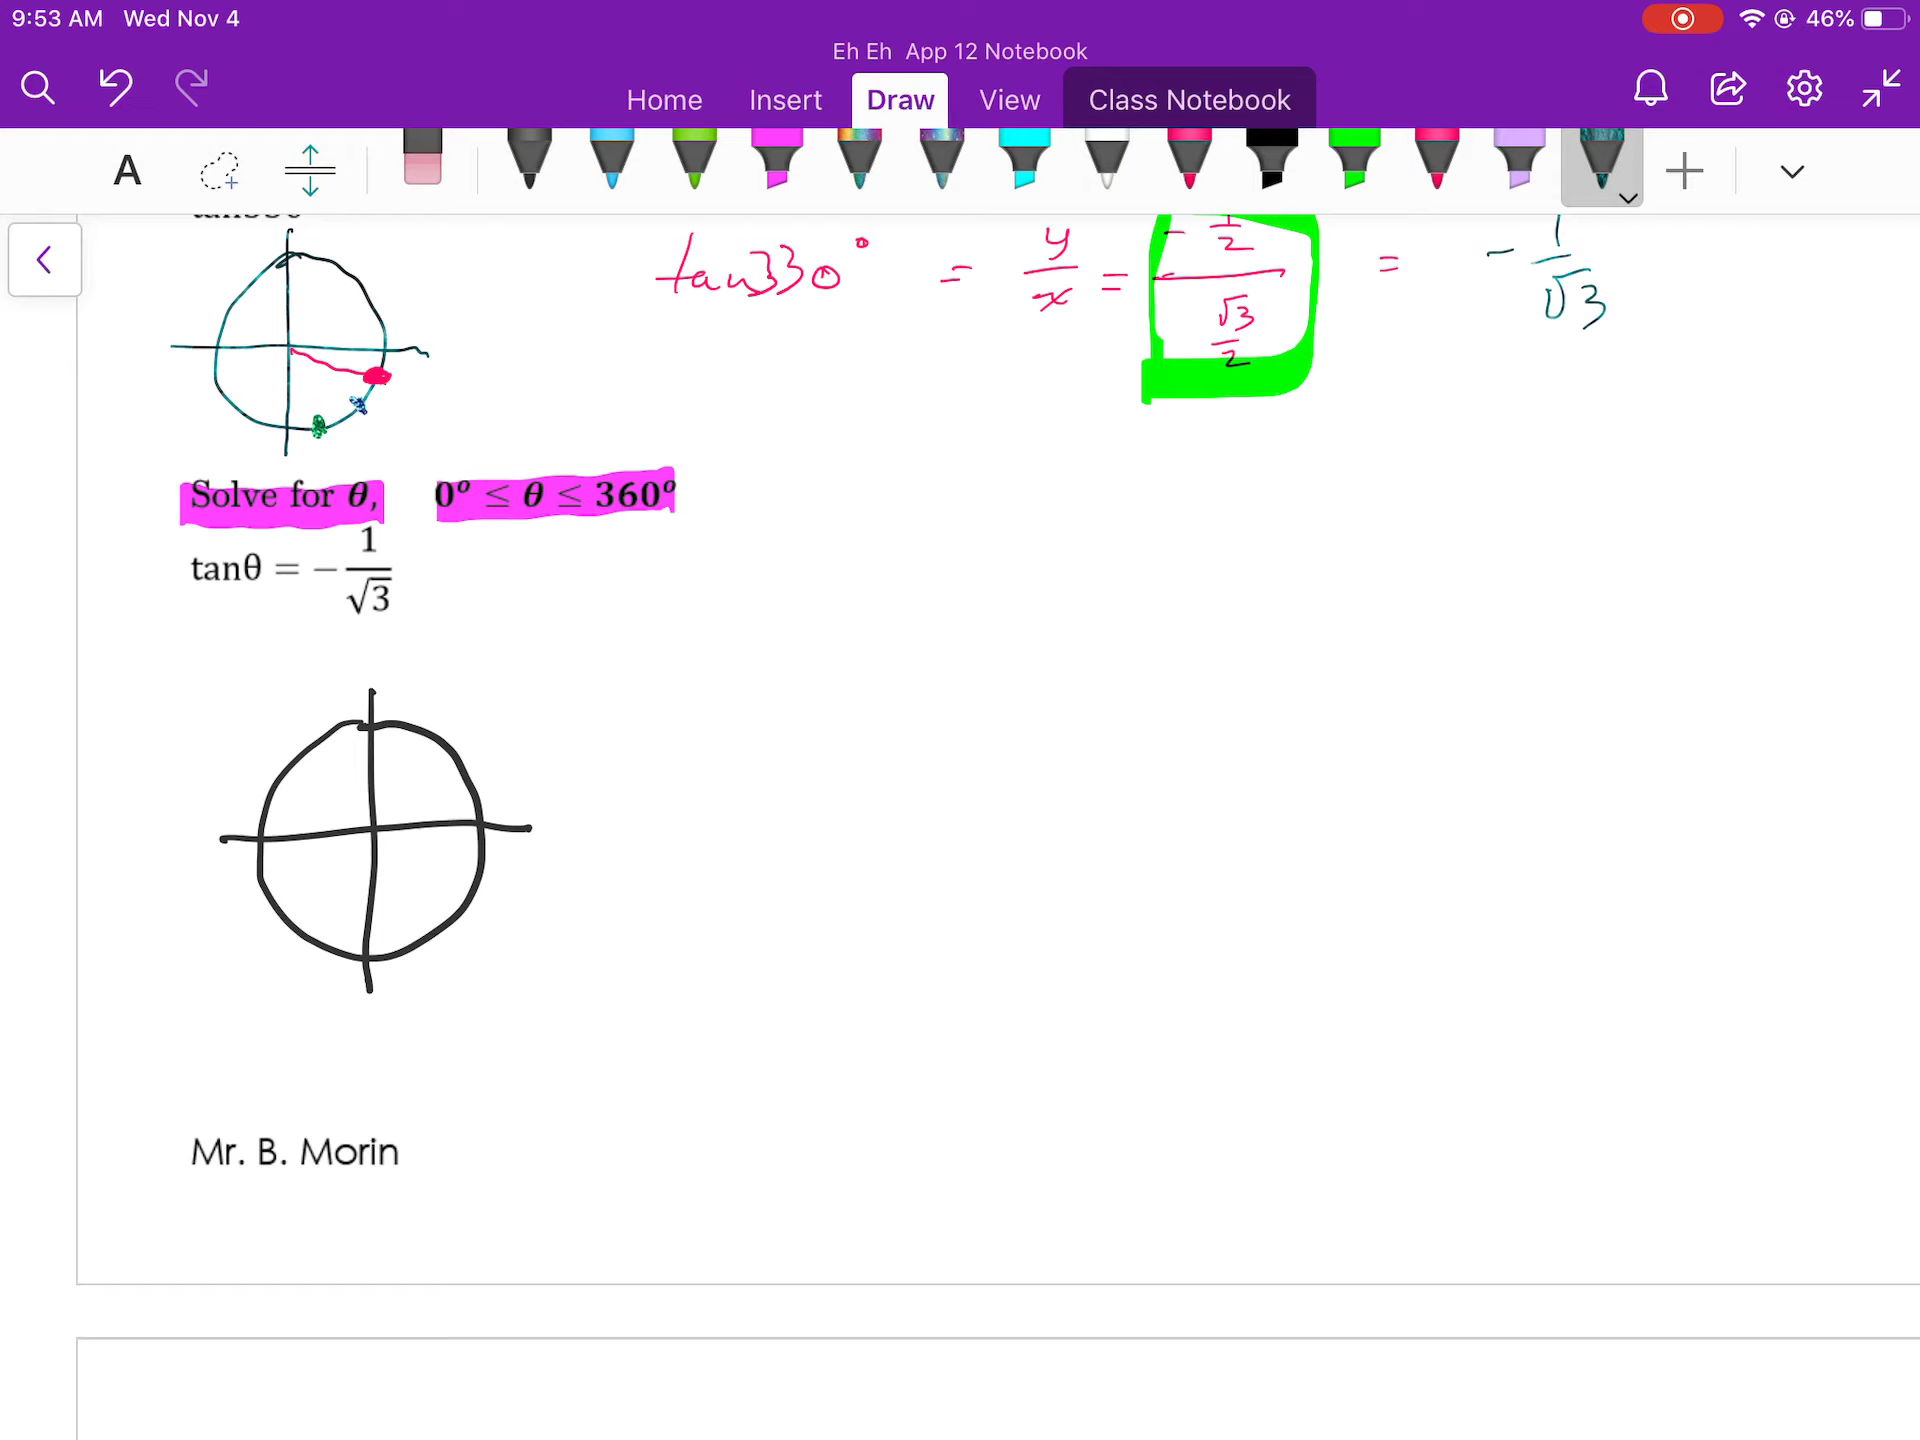 9:53 AM Wed Nov 4
46%
Eh Eh App 12 Notebook
Home Insert Draw View Class Notebook
A
tan330° = y/x = (-1/2)/(√3/2) = -1/√3
Solve for θ, 0° ≤ θ ≤ 360°
tanθ = -1/√3
Mr. B. Morin